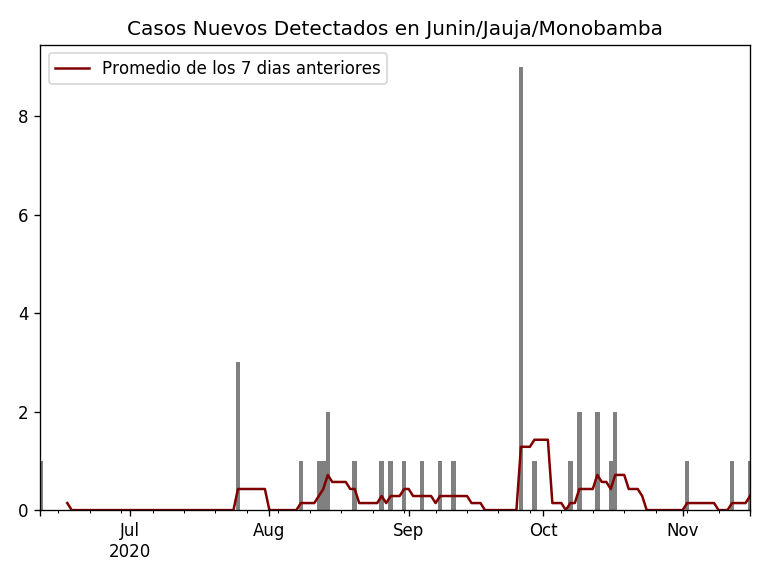 Casos Nuevos Detectados en Junin/Jauja/Monobamba
Promedio de los 7 dias anteriores
8
6
4
2
0
Jul
2020
Aug
Sep
Oct
Nov